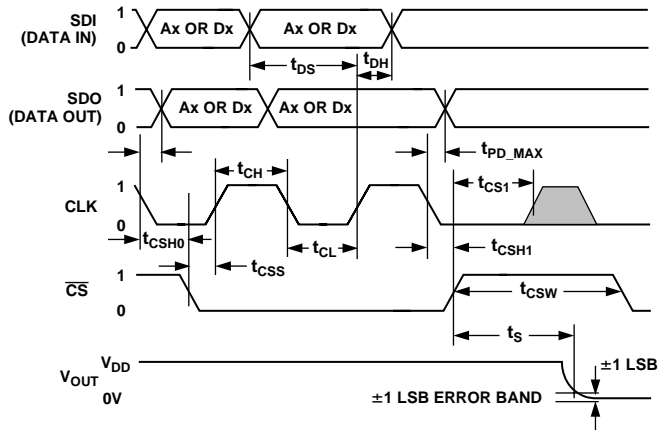 SDI
(DATA IN)
1
0
Ax OR Dx
Ax OR Dx
tDS
tDH
SDO
(DATA OUT)
1
0
Ax OR Dx
Ax OR Dx
tPD_MAX
tCH
tCS1
CLK
1
0
tCSH0
tCL
tCSH1
tCSS
CS
1
0
tCSW
tS
VOUT
VDD
0V
±1 LSB
±1 LSB ERROR BAND